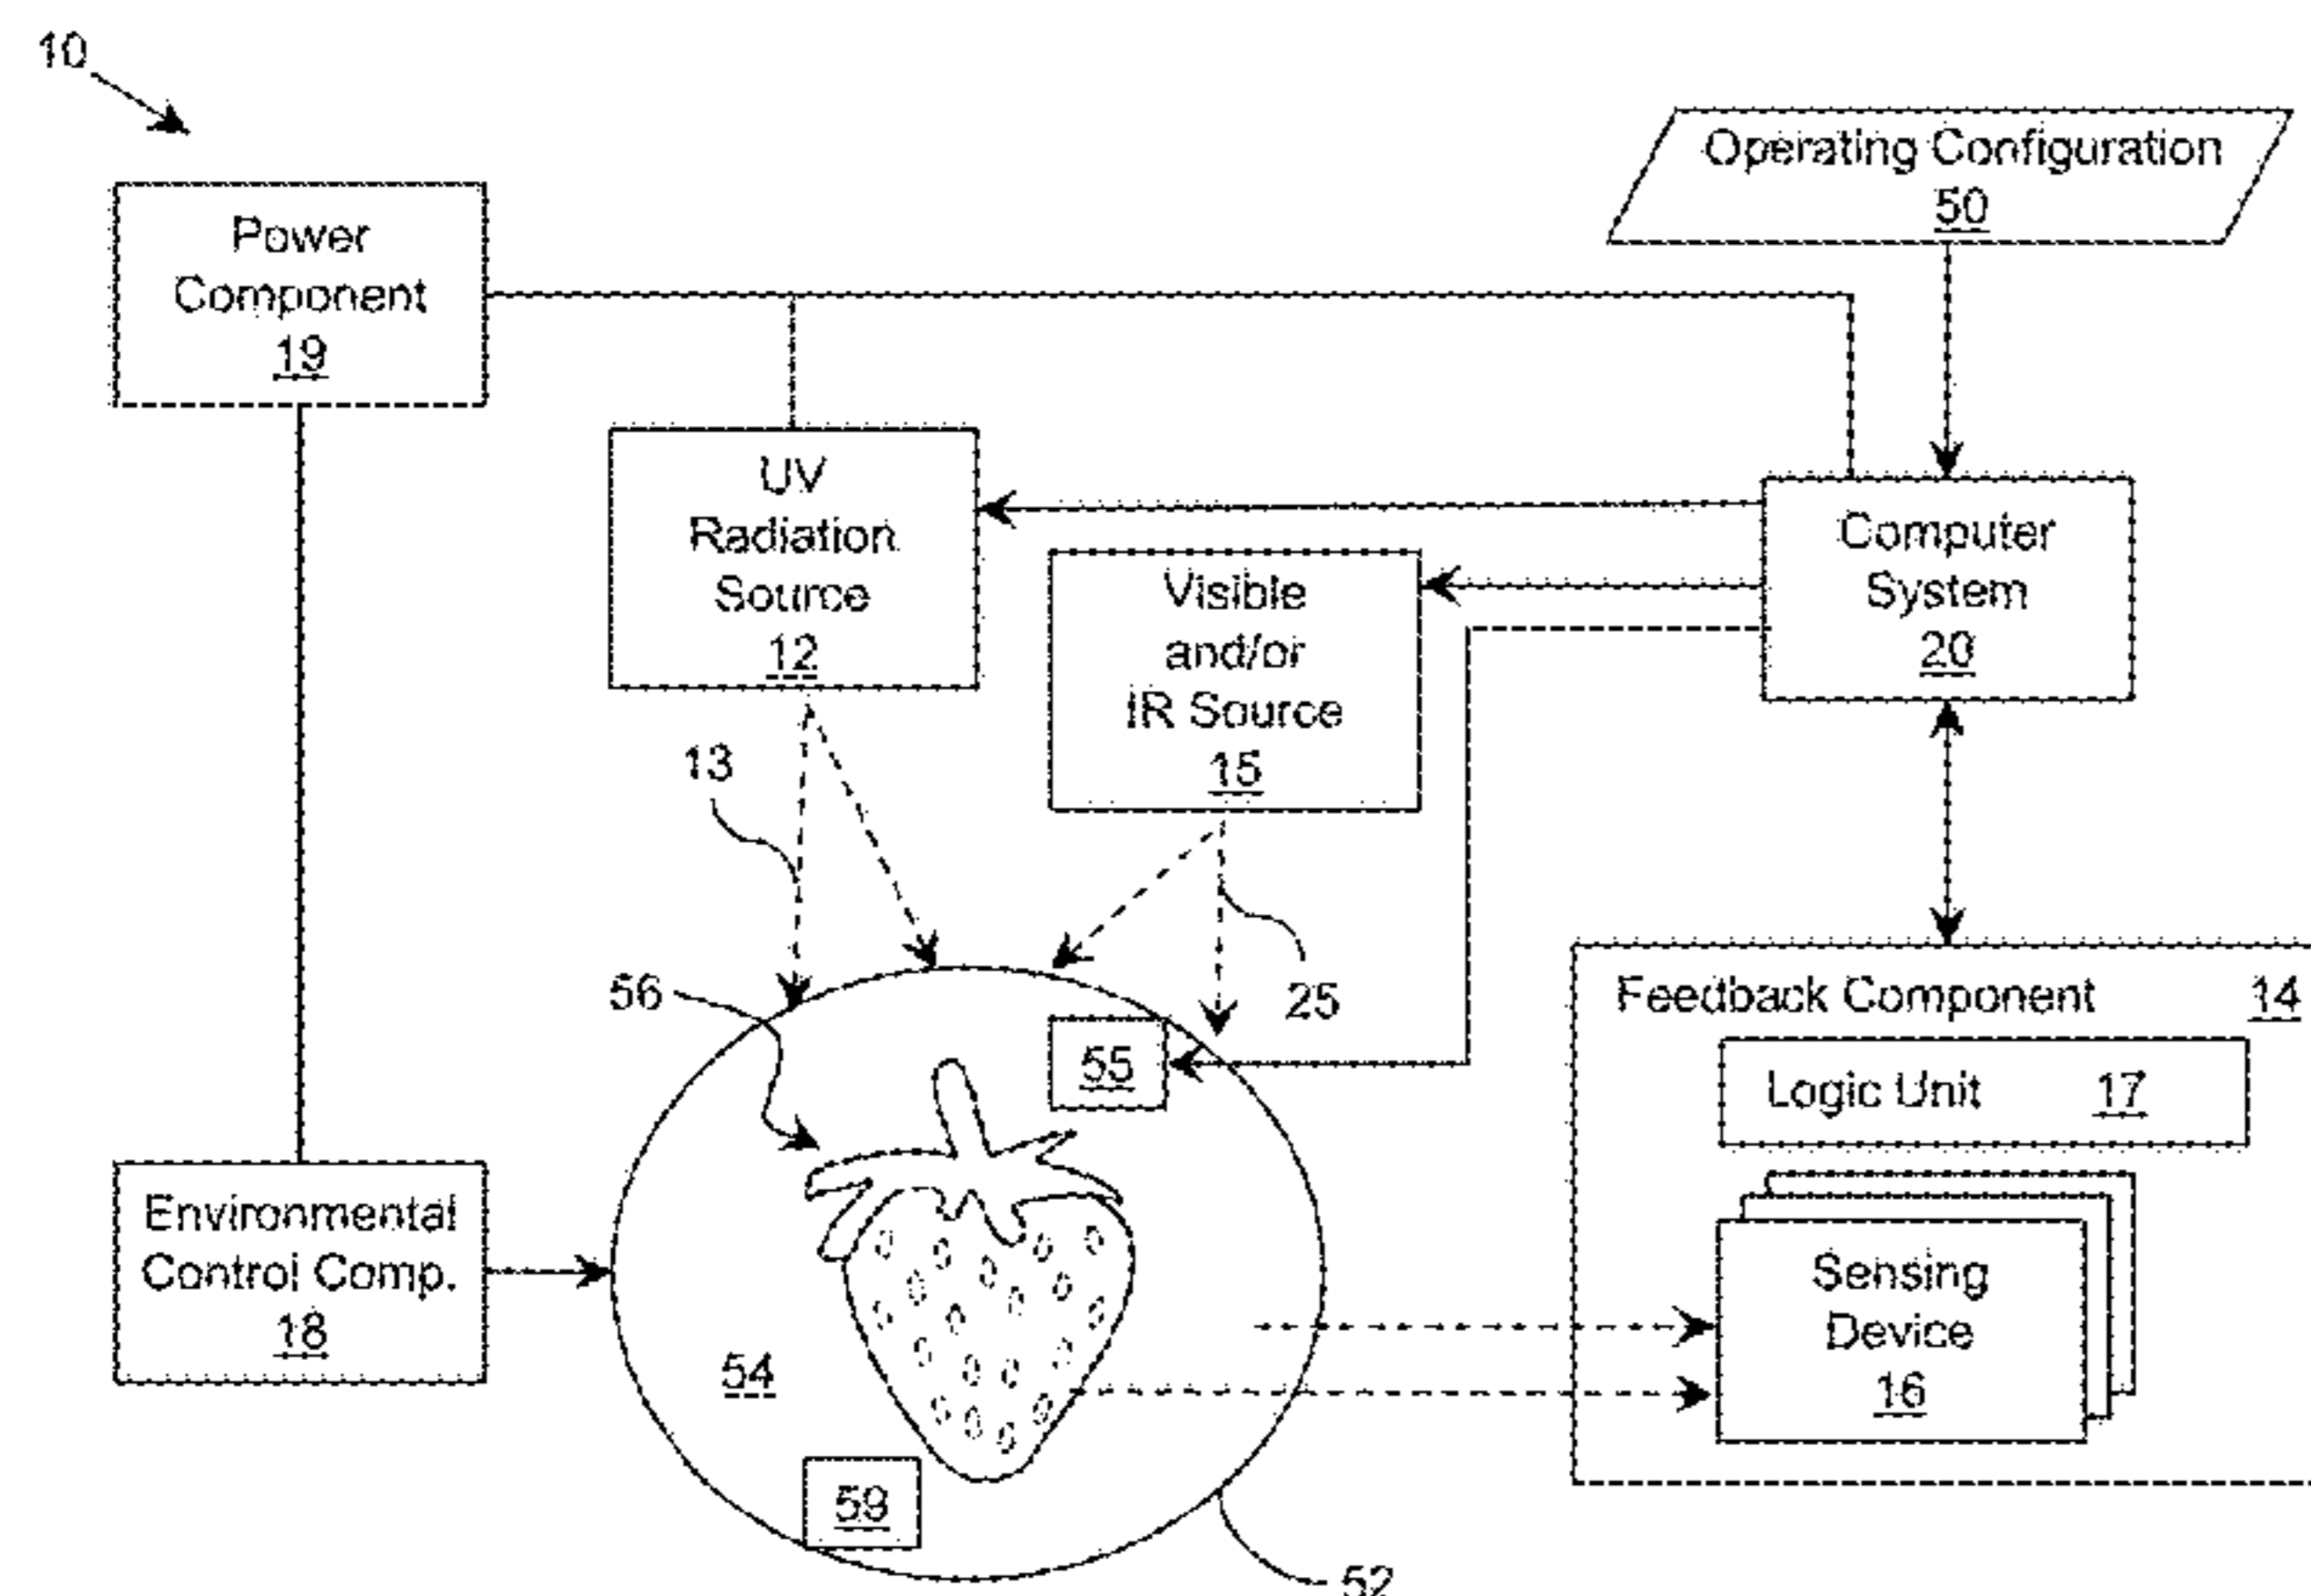 10
Operating Configuration
50
Power
Component
19
UV
Radiation
Source
12
Visible
and/or
IR Source
15
Computer
System
20
13
25
56
55
Feedback Component 14
Logic Unit 17
Sensing
Device
16
Environmental
Control Comp.
18
54
59
52